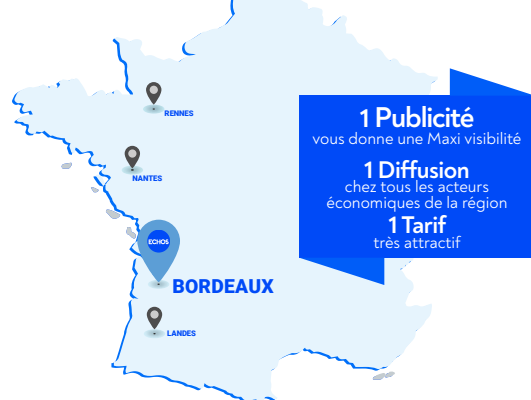 1 Publicité
vous donne une Maxi visibilité
1 Diffusion
chez tous les acteurs
économiques de la région
1 Tarif
très attractif
RENNES
NANTES
ECHOS
BORDEAUX
LANDES